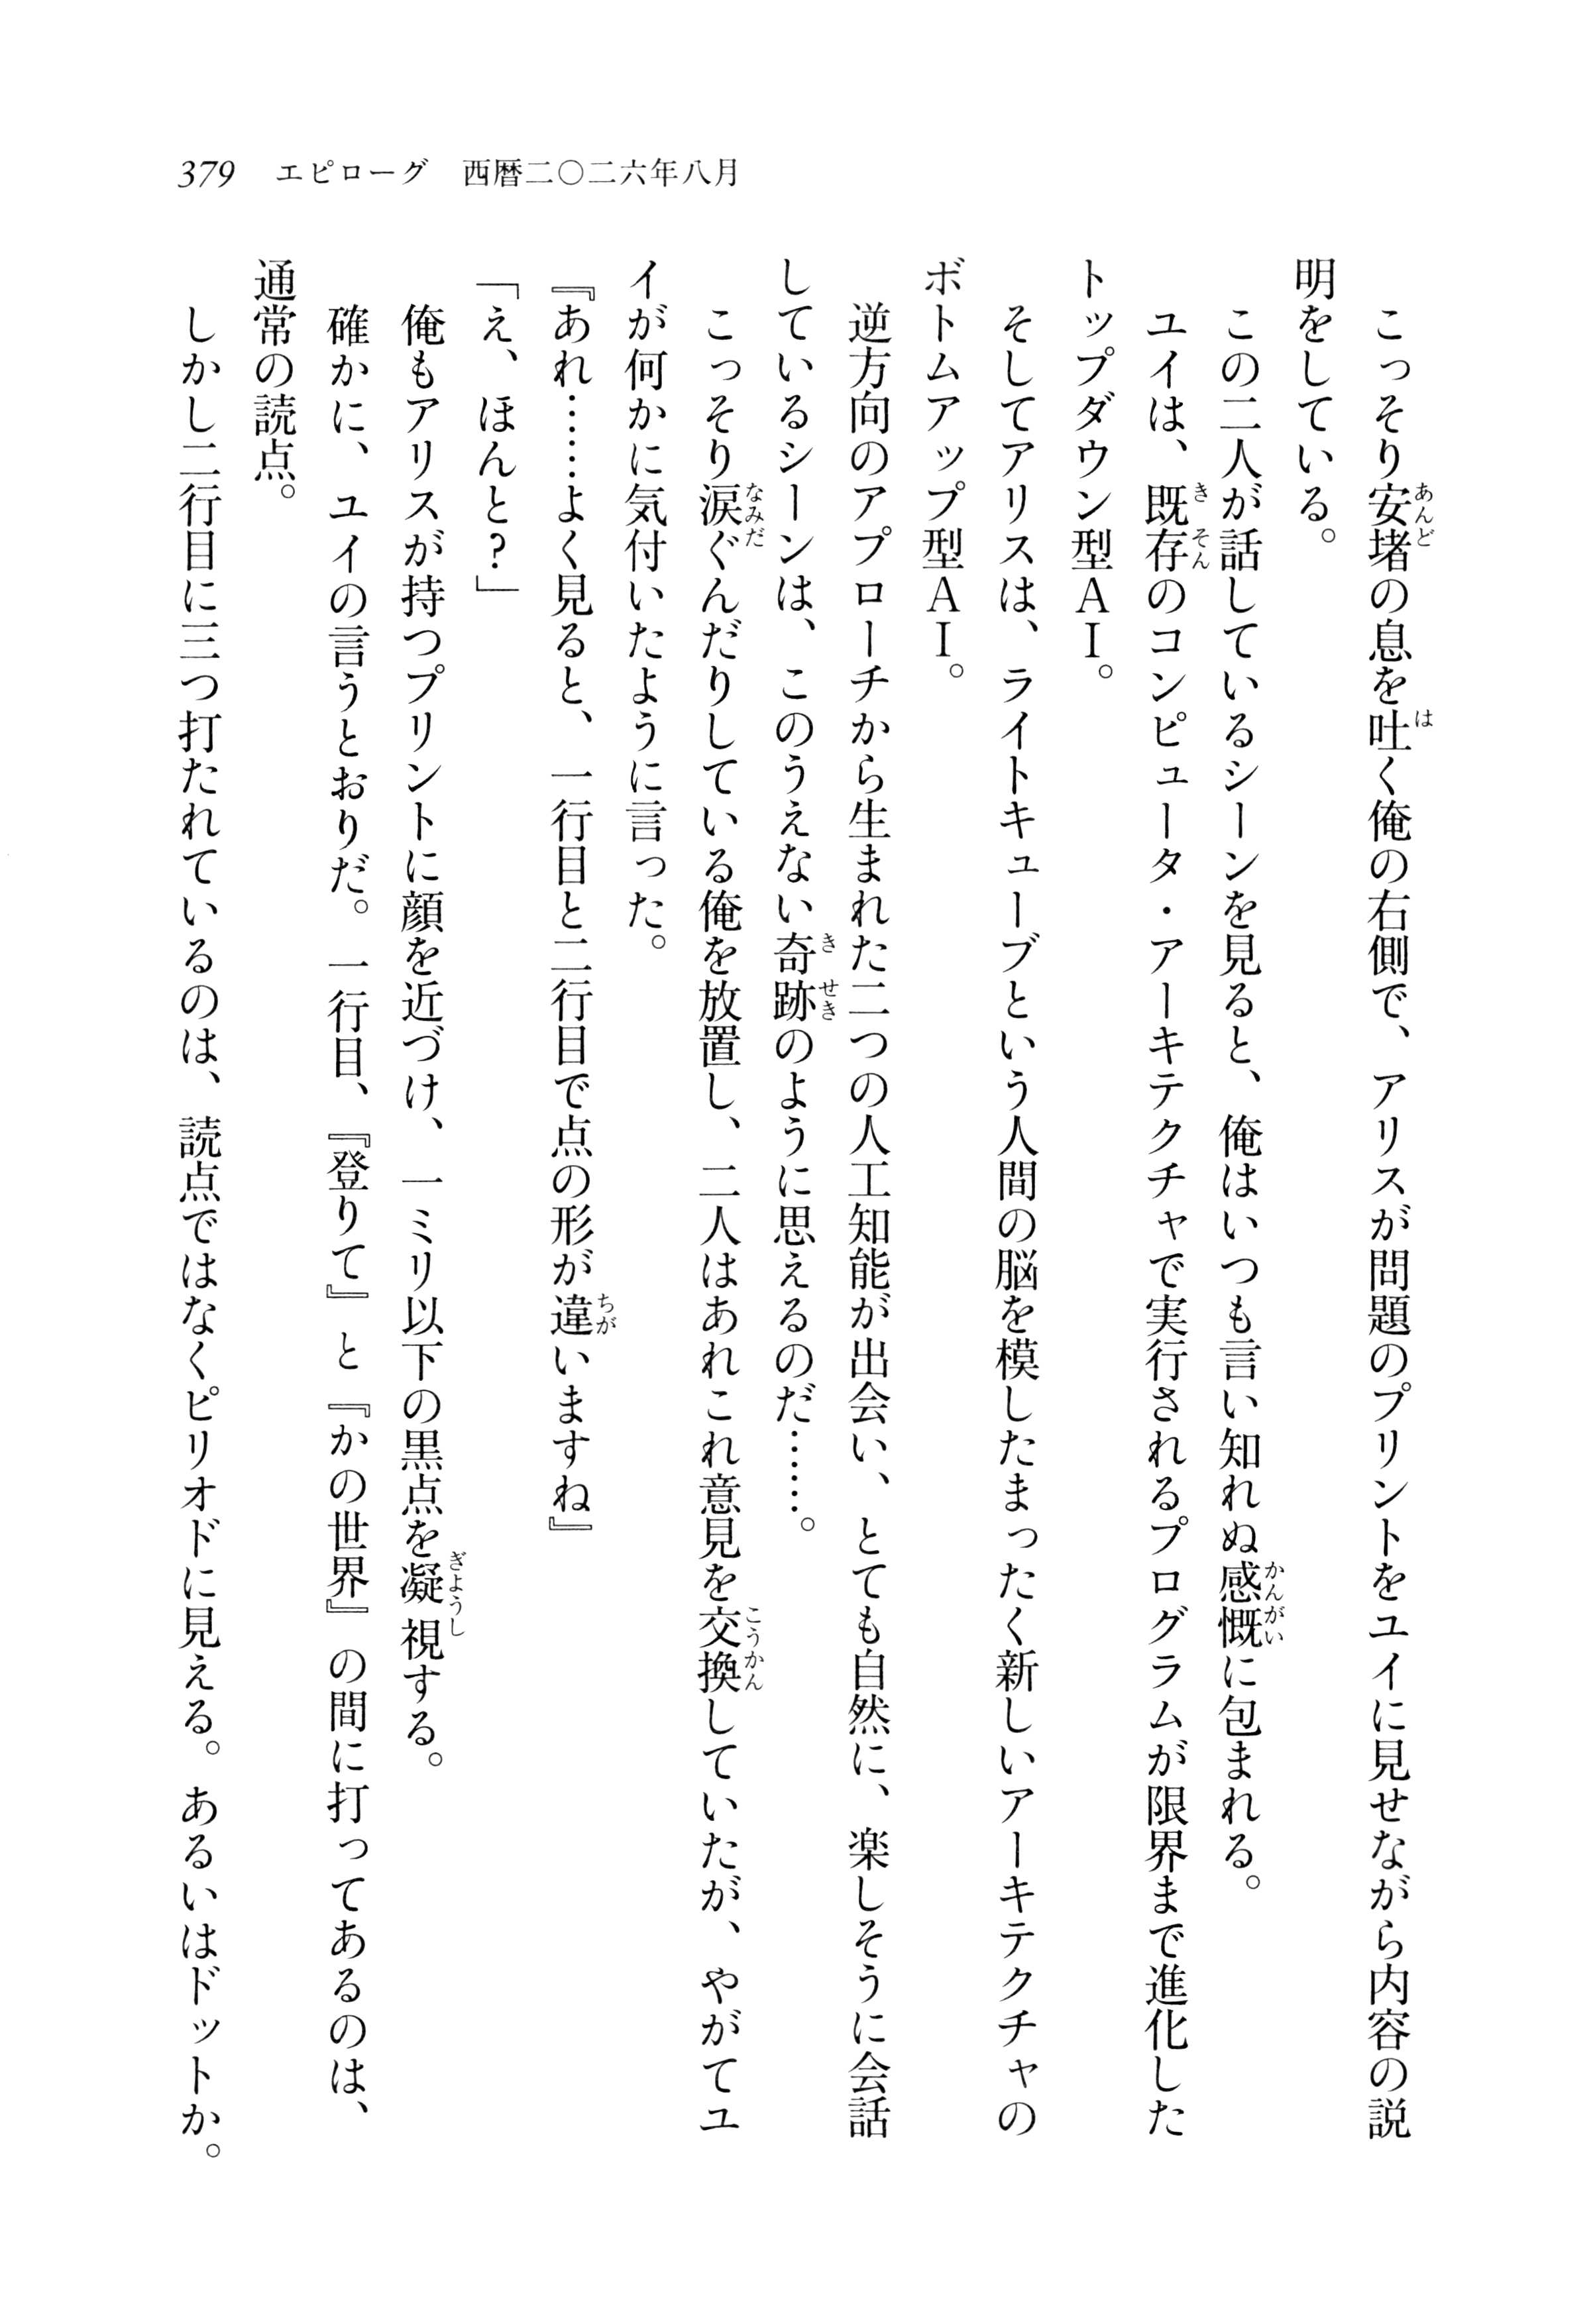 379 エピローグ 西暦二〇二六年八月
こっそり安堵の息を吐く俺の右側で、アリスが問題のプリントをユイに見せながら内容の説
明をしている。
この二人が話しているシーンを見ると、俺はいつも言い知れぬ感慨に包まれる。
ユイは、既存のコンピュータ・アーキテクチャで実行されるプログラムが限界まで進化した
トップダウン型ＡＩ。
そしてアリスは、ライトキューブという人間の脳を模したまったく新しいアーキテクチャの
ボトムアップ型ＡＩ。
逆方向のアプローチから生まれた二つの人工知能が出会い、とても自然に、楽しそうに会話
しているシーンは、このうえない奇跡のように思えるのだ……。
こっそり涙ぐんだりしている俺を放置し、二人はあれこれ意見を交換していたが、やがてユ
イが何かに気付いたように言った。
『あれ……よく見ると、一行目と二行目で点の形が違いますね』
「え、ほんと？」
俺もアリスが持つプリントに顔を近づけ、一ミリ以下の黒点を凝視する。
確かに、ユイの言うとおりだ。一行目、『登りて』と『かの世界』の間に打ってあるのは、
通常の読点。
しかし二行目に三つ打たれているのは、読点ではなくピリオドに見える。あるいはドットか。